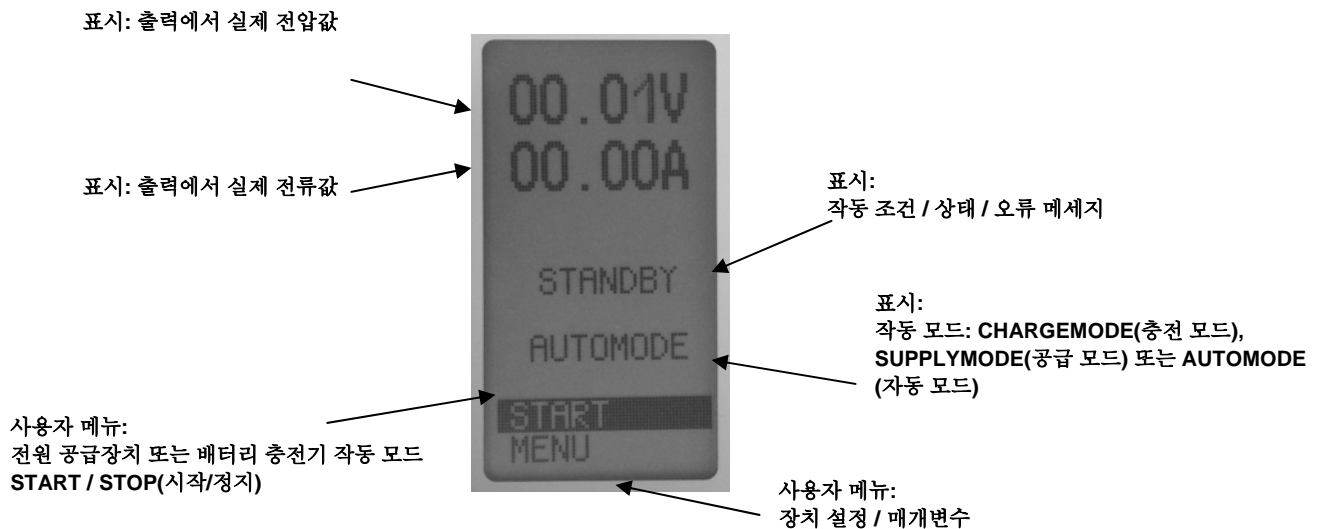 표시: 출력에서 실제 전압값
00.01V
00.00A
표시: 출력에서 실제 전류값
표시:
작동 조건 / 상태 / 오류 메세지
STANDBY
표시:
작동 모드: CHARGEMODE(충전 모드),
SUPPLYMODE(공급 모드) 또는 AUTOMODE
(자동 모드)
AUTOMODE
START
MENU
사용자 메뉴:
전원 공급장치 또는 배터리 충전기 작동 모드
START / STOP(시작/정지)
사용자 메뉴:
장치 설정 / 매개변수